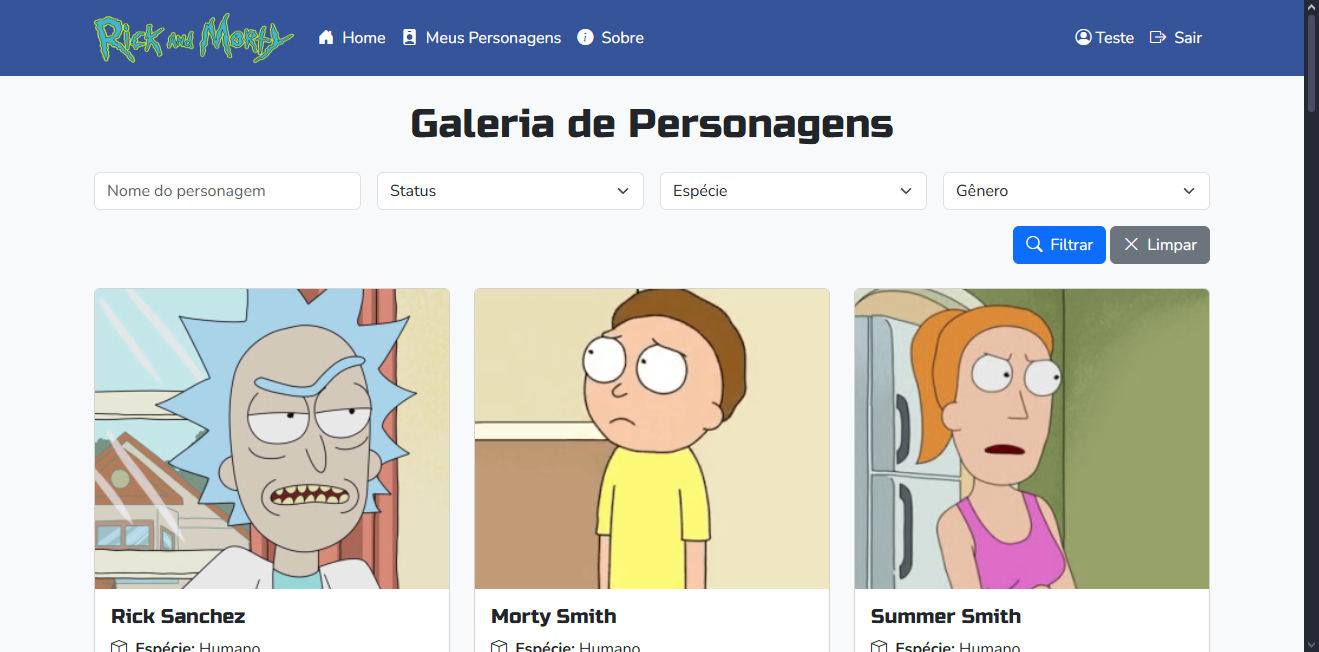 Rick and Morty Home Meus Personagens Sobre Teste Sair
Galeria de Personagens
Nome do personagem Status Espécie Gênero
Filtrar Limpar
Rick Sanchez Morty Smith Summer Smith
Espécie: Humano Espécie: Humano Espécie: Humano